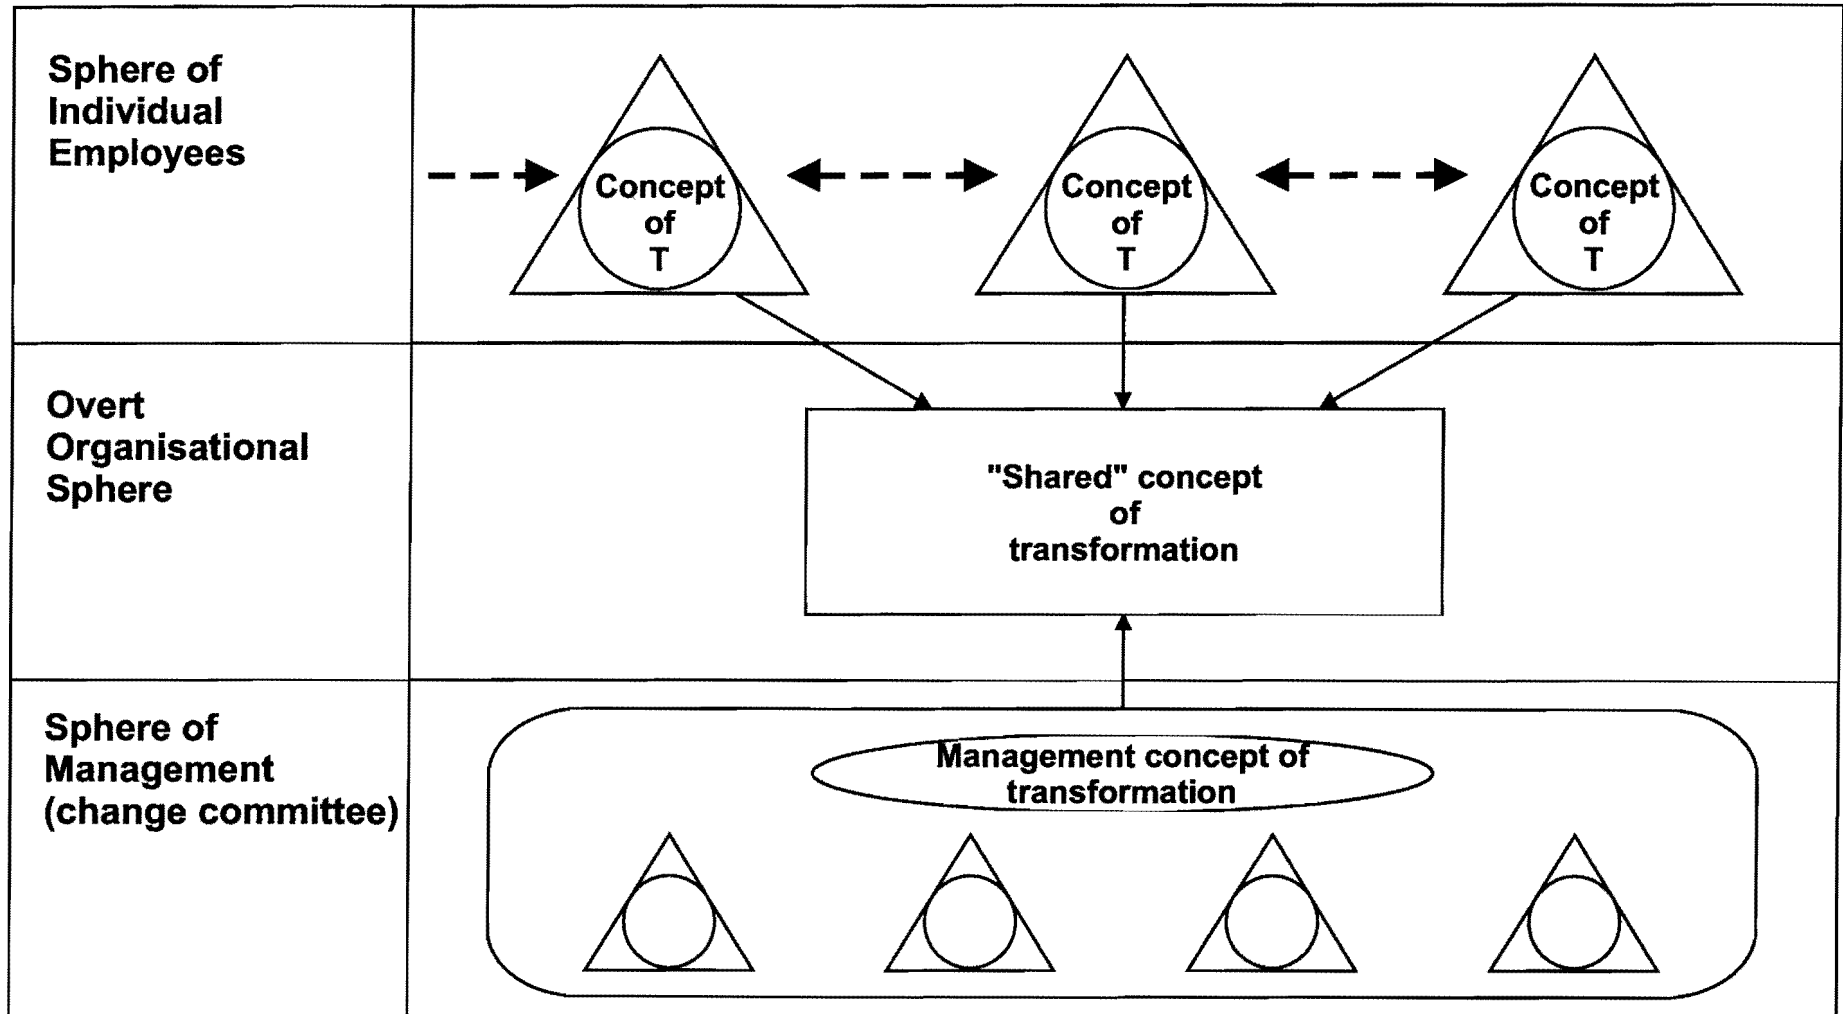 Sphere of
Individual
Employees
Concept
of
T
Concept
of
T
Concept
of
T
Overt
Organisational
Sphere
"Shared" concept
of
transformation
Sphere of
Management
(change committee)
Management concept of
transformation